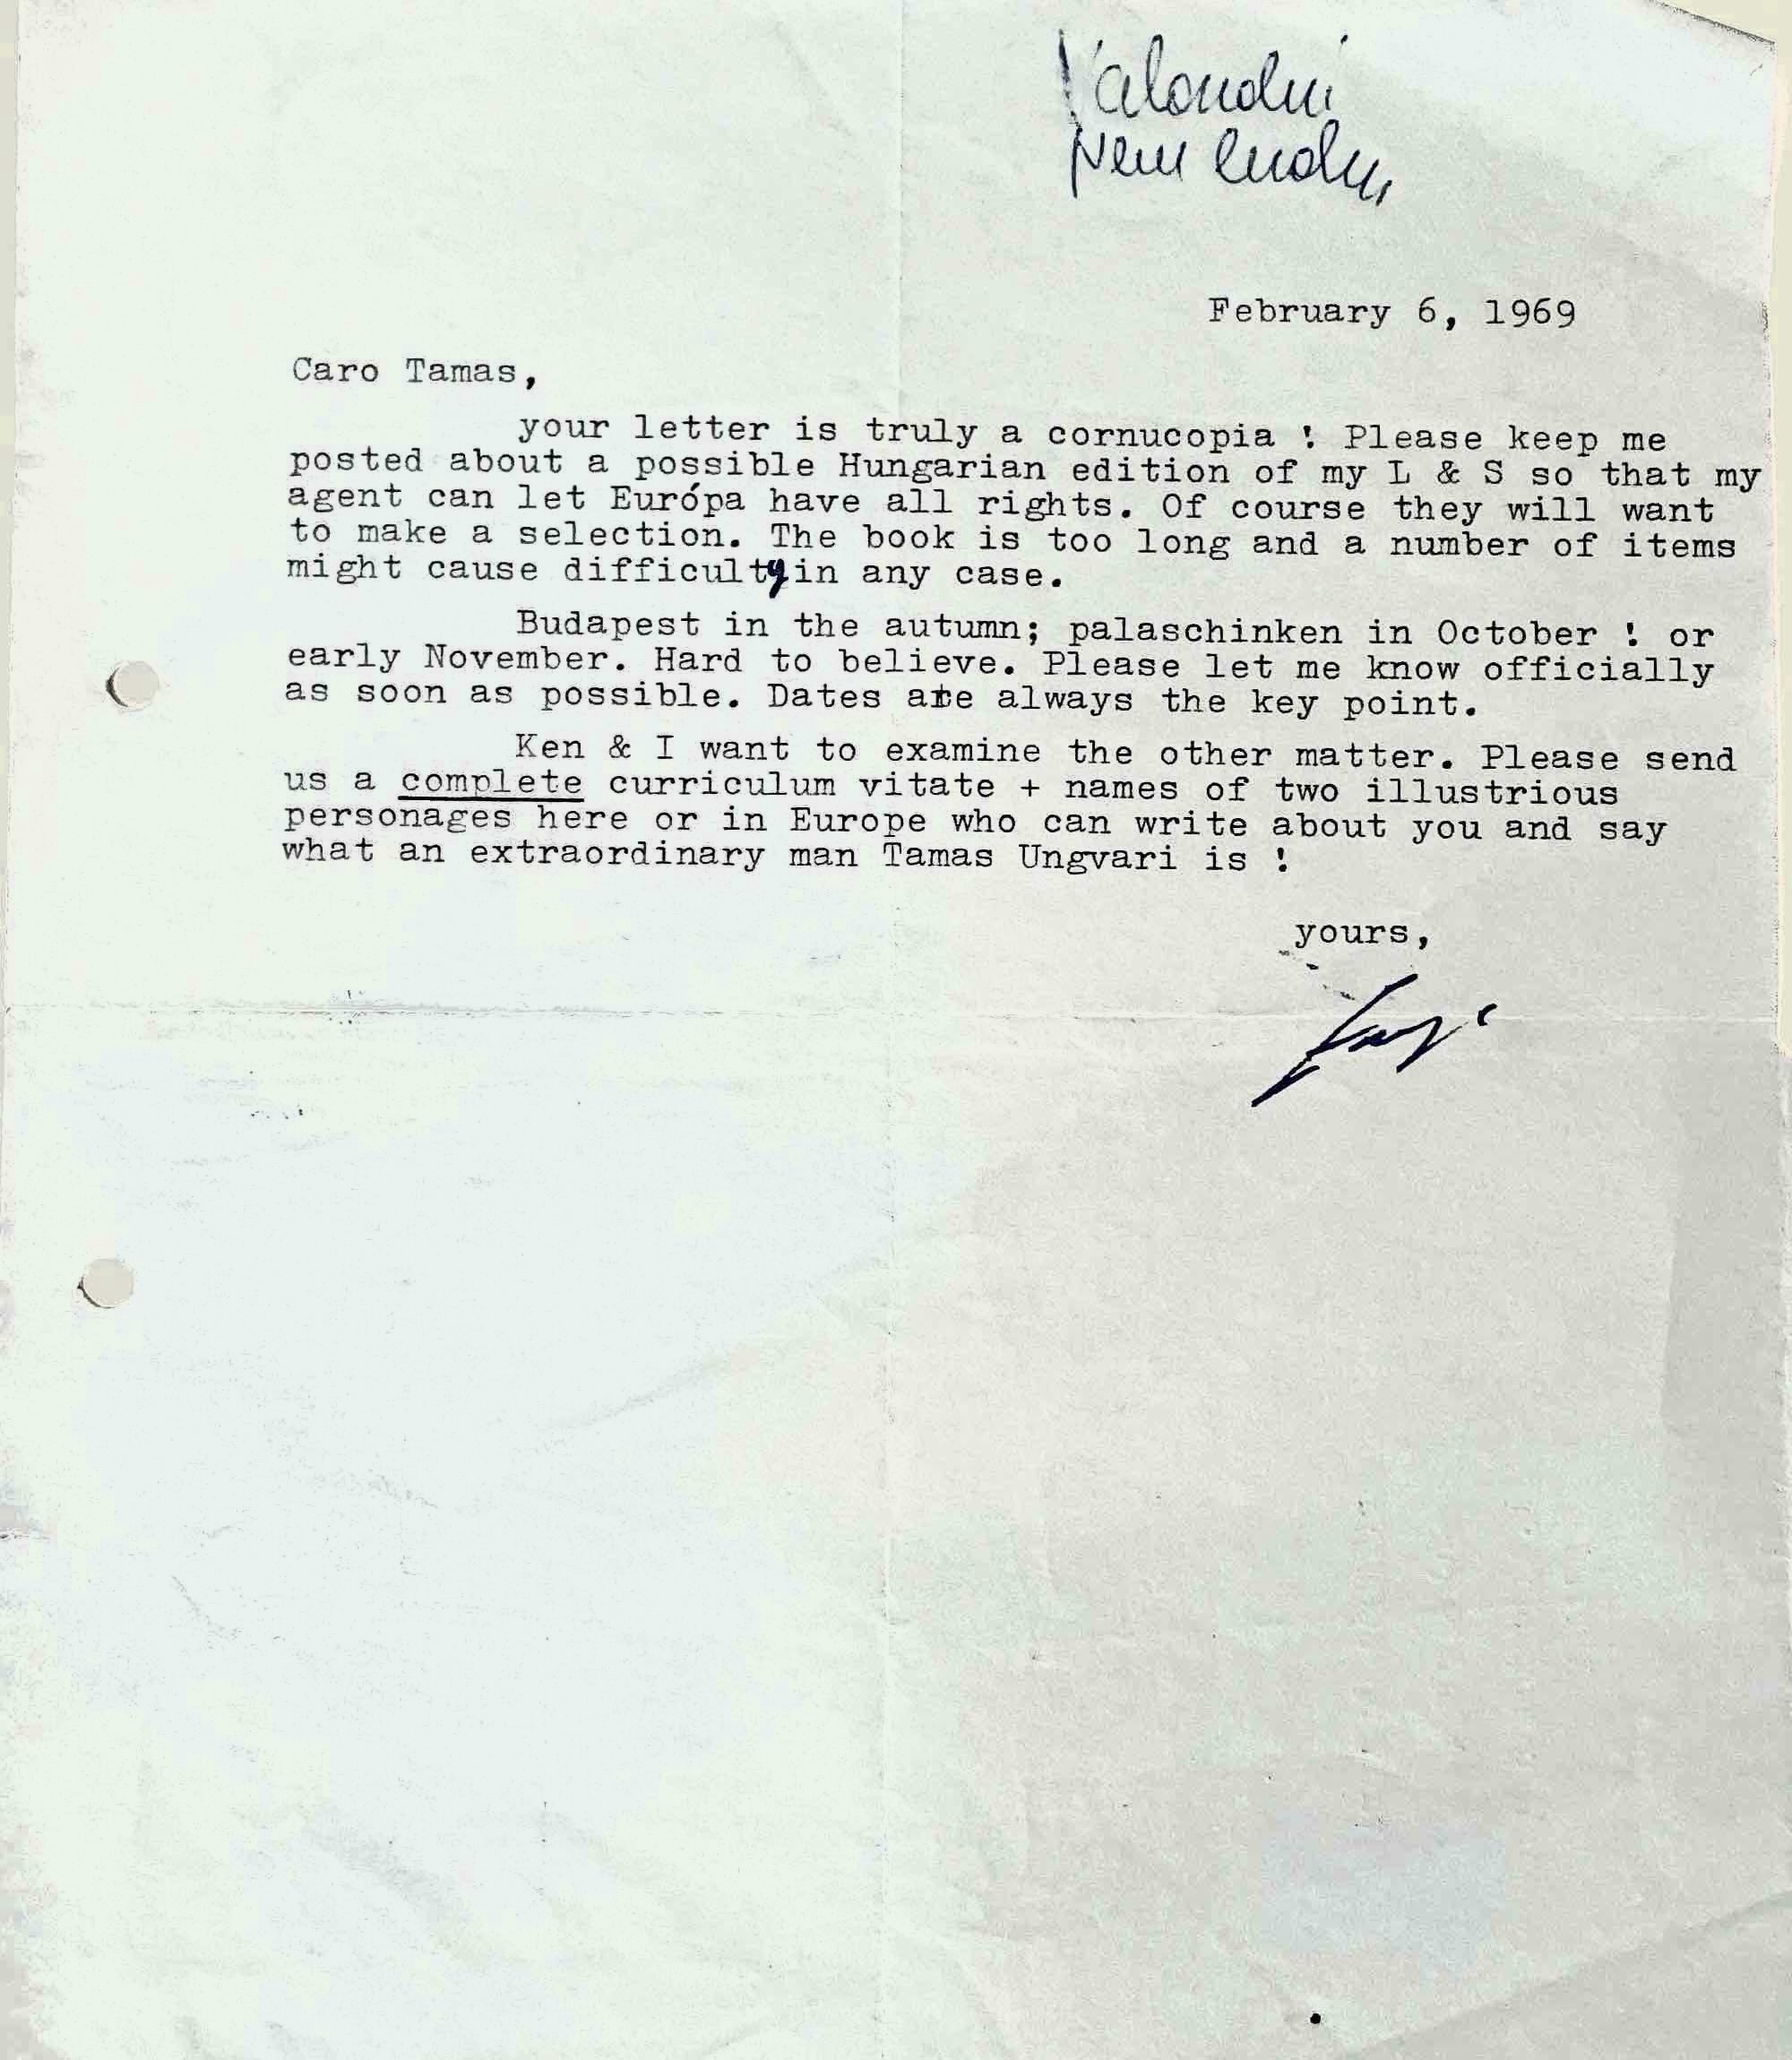 February 6, 1969
Caro Tamas,
your letter is truly a cornucopia ! Please keep me
posted about a possible Hungarian edition of my L & S so that my
agent can let Európa have all rights. Of course they will want
to make a selection. The book is too long and a number of items
might cause difficulty in any case.
Budapest in the autumn; palaschinken in October ! or
early November. Hard to believe. Please let me know officially
as soon as possible. Dates are always the key point.
Ken & I want to examine the other matter. Please send
us a complete curriculum vitate + names of two illustrious
personages here or in Europe who can write about you and say
what an extraordinary man Tamas Ungvari is !
yours,